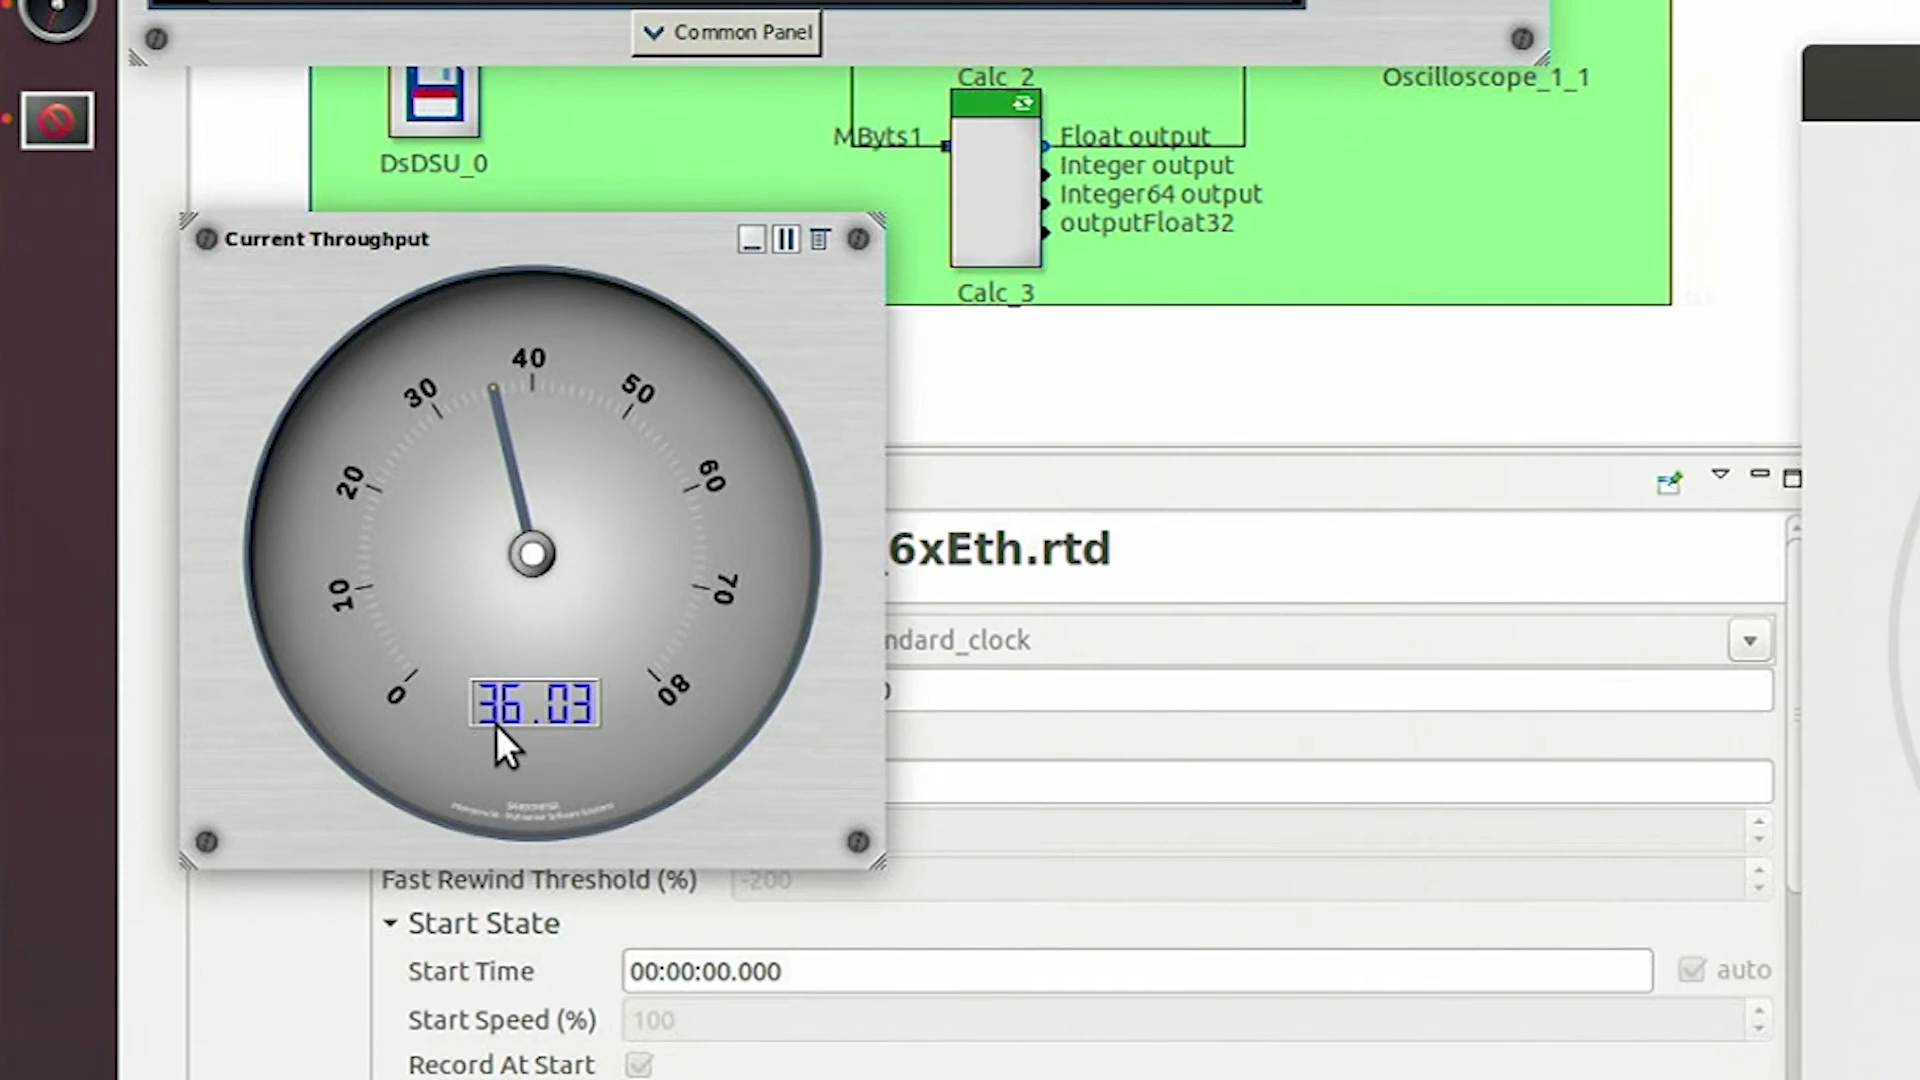 Common Panel
Calc_2
Oscilloscope_1_1
MByts1
Float output
DsDSU_0
Integer output
Integer64 output
outputFloat32
Current Throughput
Calc_3
40
30
50
20
60
10
70
0
80
36.03
6xEth.rtd
ndard_clock
Fast Rewind Threshold (%)
-200
Start State
Start Time
00:00:00.000
auto
Start Speed (%)
100
Record At Start